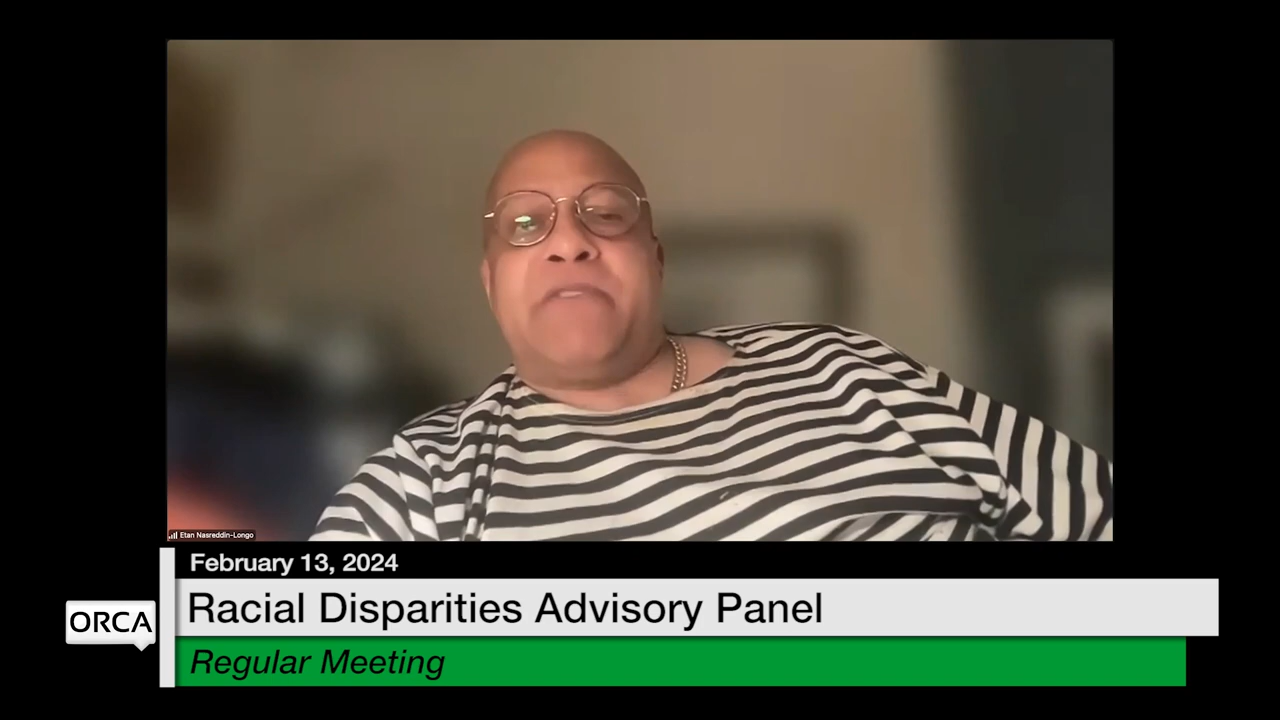 Etan Nasreddin-Longo
February 13, 2024
Racial Disparities Advisory Panel
ORCA
Regular Meeting